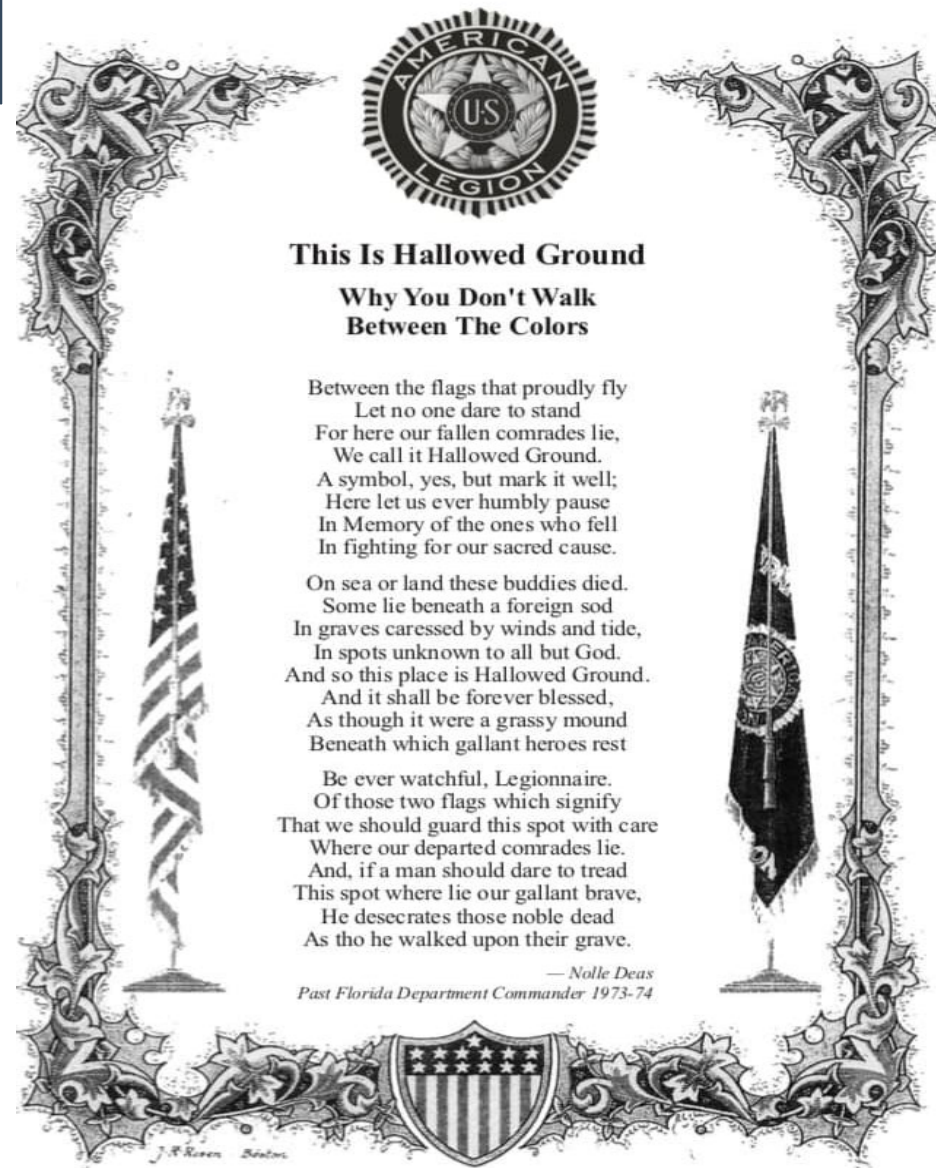 AMERICAN
U·S
LEGION
This Is Hallowed Ground
Why You Don't Walk
Between The Colors
Between the flags that proudly fly
Let no one dare to stand
For here our fallen comrades lie,
We call it Hallowed Ground.
A symbol, yes, but mark it well;
Here let us ever humbly pause
In Memory of the ones who fell
In fighting for our sacred cause.
On sea or land these buddies died.
Some lie beneath a foreign sod
In graves caressed by winds and tide,
In spots unknown to all but God.
And so this place is Hallowed Ground.
And it shall be forever blessed,
As though it were a grassy mound
Beneath which gallant heroes rest
Be ever watchful, Legionnaire.
Of those two flags which signify
That we should guard this spot with care
Where our departed comrades lie.
And, if a man should dare to tread
This spot where lie our gallant brave,
He desecrates those noble dead
As tho he walked upon their grave.
— Nolle Deas
Past Florida Department Commander 1973-74
AMERICAN
Boston